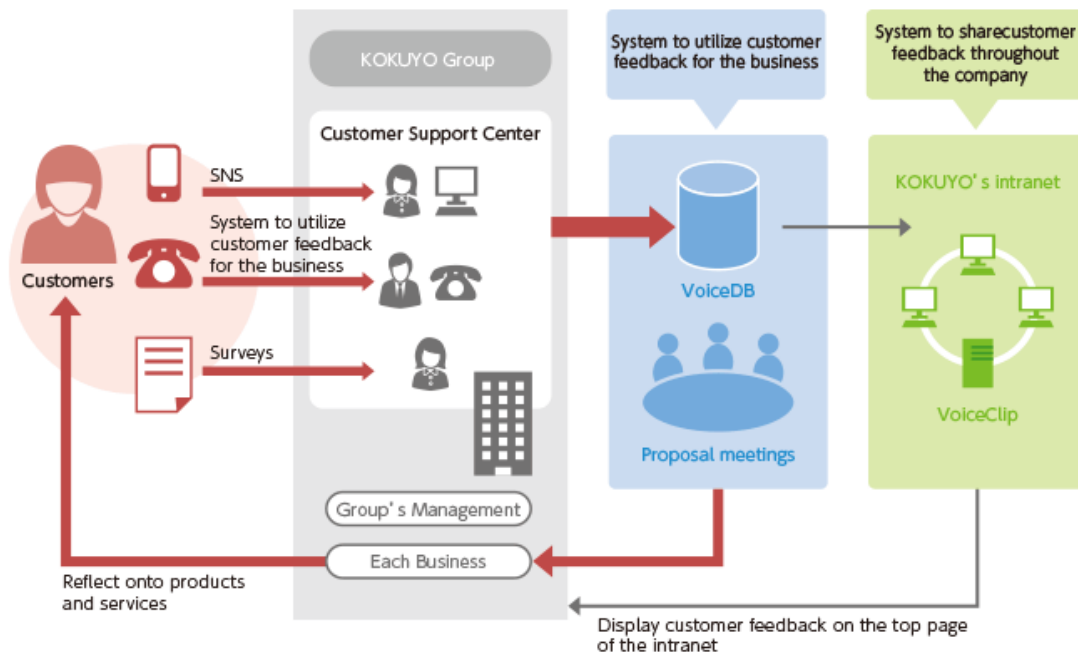 KOKUYO Group
System to utilize customer
feedback for the business
System to sharecustomer
feedback throughout
the company
Customer Support Center
Customers
SNS
System to utilize
customer feedback
for the business
Surveys
VoiceDB
Proposal meetings
KOKUYO's intranet
VoiceClip
Group's Management
Each Business
Reflect onto products
and services
Display customer feedback on the top page
of the intranet